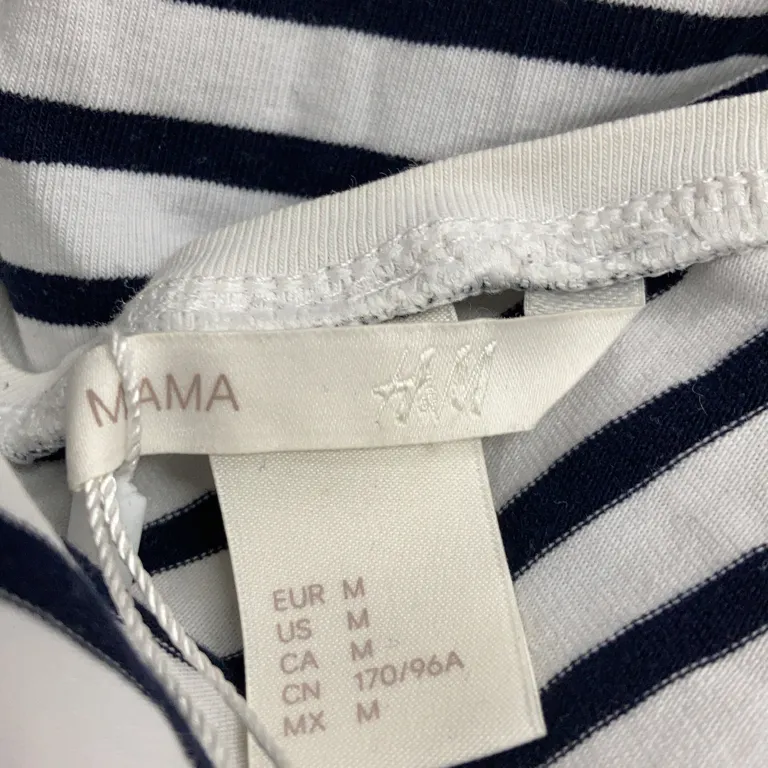 MAMA H&M
EUR M
US M
CA M
CN 170/96A
MX M